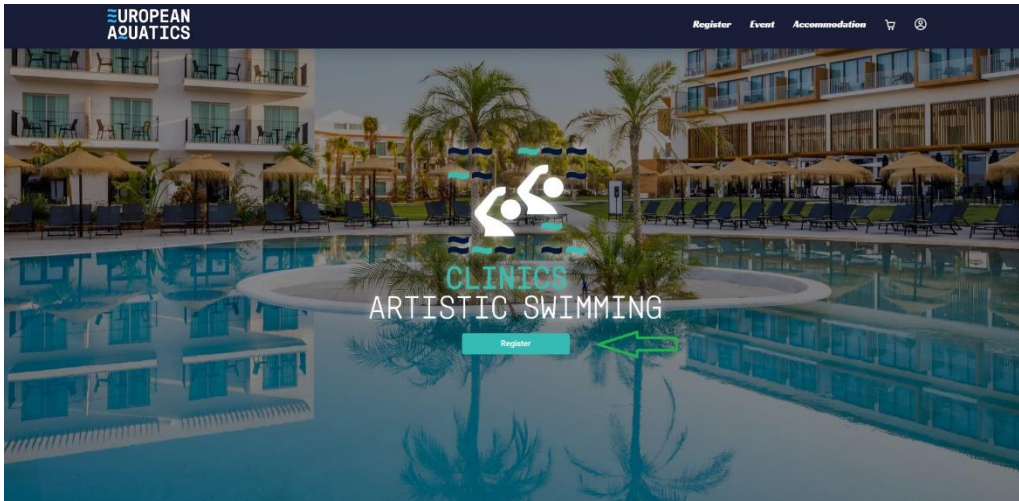 EUROPEAN
AQUATICS
Register Event Accommodation
CLINICS
ARTISTIC SWIMMING
Register